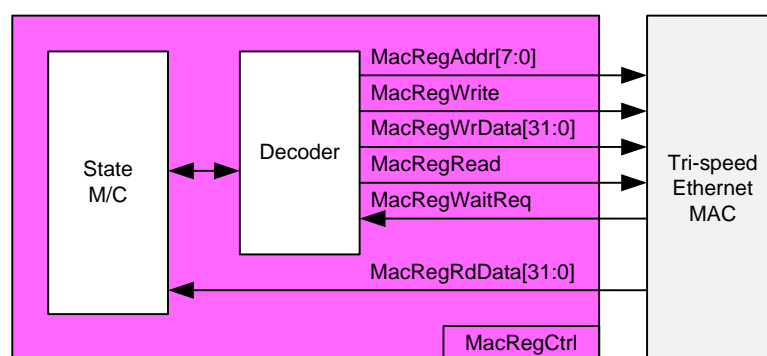 State
M/C
Decoder
MacRegAddr[7:0]
MacRegWrite
MacRegWrData[31:0]
MacRegRead
MacRegWaitReq
MacRegRdData[31:0]
MacRegCtrl
Tri-speed
Ethernet
MAC